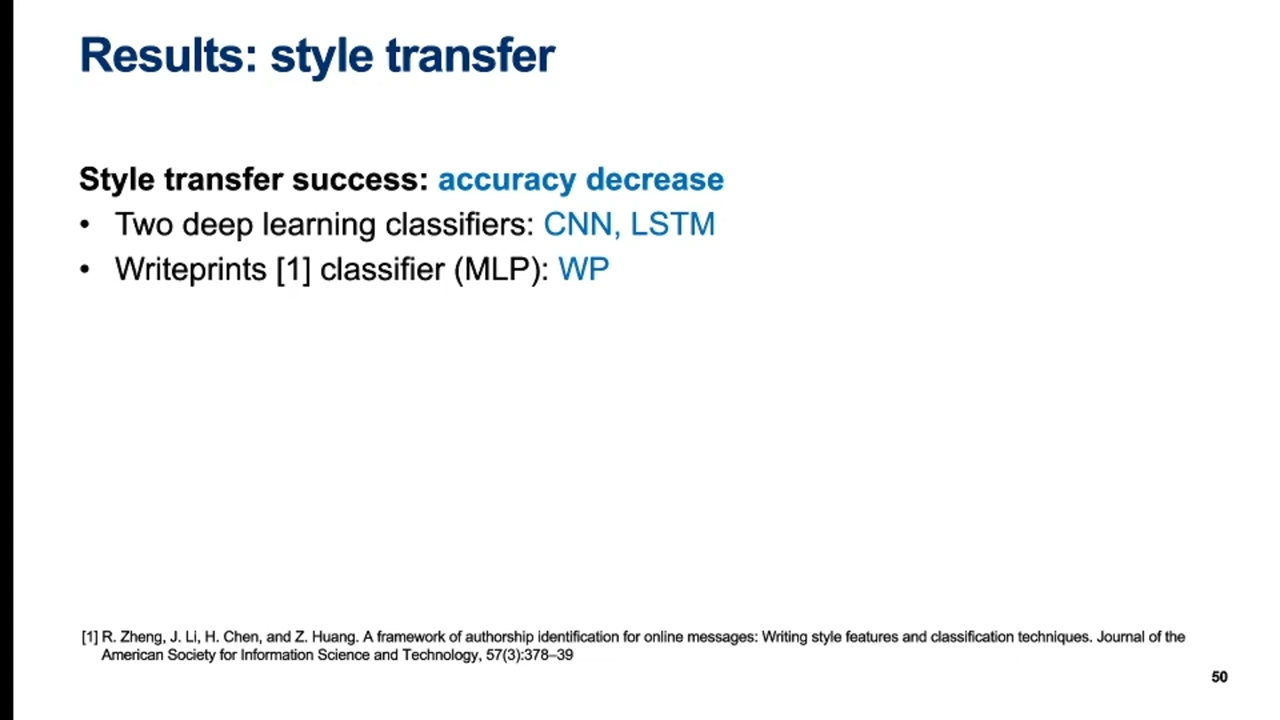 Results: style transfer
Style transfer success: accuracy decrease
• Two deep learning classifiers: CNN, LSTM
• Writeprints [1] classifier (MLP): WP
[1] R. Zheng, J. Li, H. Chen, and Z. Huang. A framework of authorship identification for online messages: Writing style features and classification techniques. Journal of the
American Society for Information Science and Technology, 57(3):378–39
50